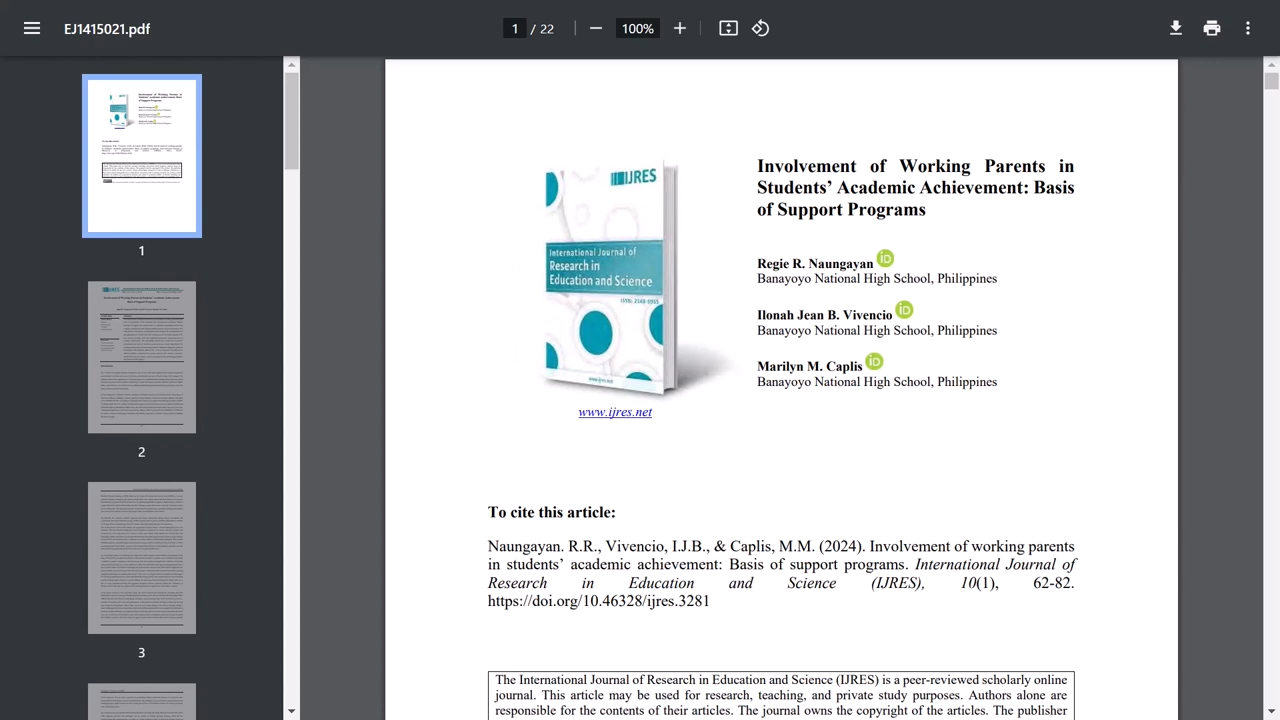 EJ1415021.pdf
1 / 22
100%
Involvement of Working Parents in
Students’ Academic Achievement: Basis
of Support Programs
IJRES
International Journal of
Research in
Education and Science
ISSN: 2148-9955
www.ijres.net
Regie R. Naungayan iD
Banayoyo National High School, Philippines
Ilonah Jean B. Vivencio iD
Banayoyo National High School, Philippines
Marilyn M. Caplis iD
Banayoyo National High School, Philippines
To cite this article:
Naungayan, R.R., Vivencio, I.J.B., & Caplis, M.M. (2024). Involvement of working parents
in students’ academic achievement: Basis of support programs. International Journal of
Research in Education and Science (IJRES), 10(1), 62-82.
https://doi.org/10.46328/ijres.3281
The International Journal of Research in Education and Science (IJRES) is a peer-reviewed scholarly online
journal. This article may be used for research, teaching, and private study purposes. Authors alone are
responsible for the contents of their articles. The journal owns the copyright of the articles. The publisher
1
2
3